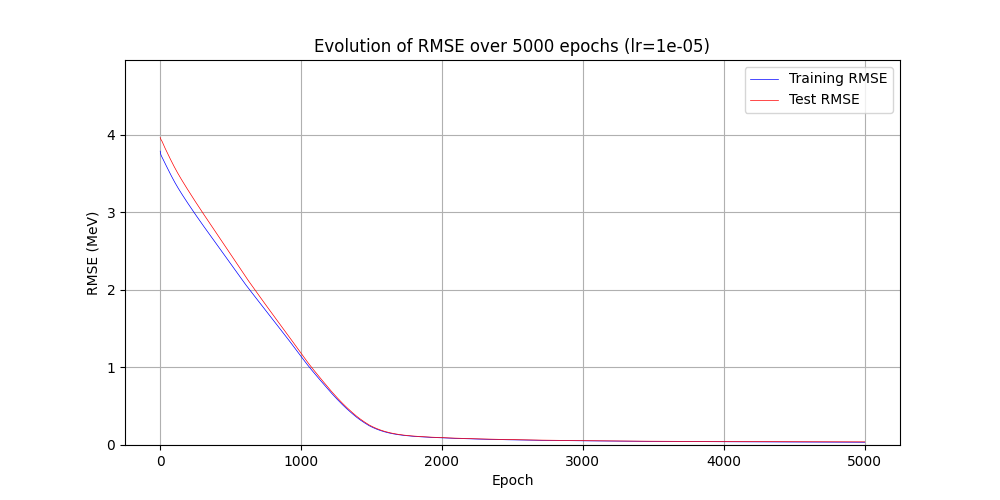 Evolution of RMSE over 5000 epochs (lr=1e-05)
Training RMSE
Test RMSE
RMSE (MeV)
4
3
2
1
0
0 1000 2000 3000 4000 5000
Epoch